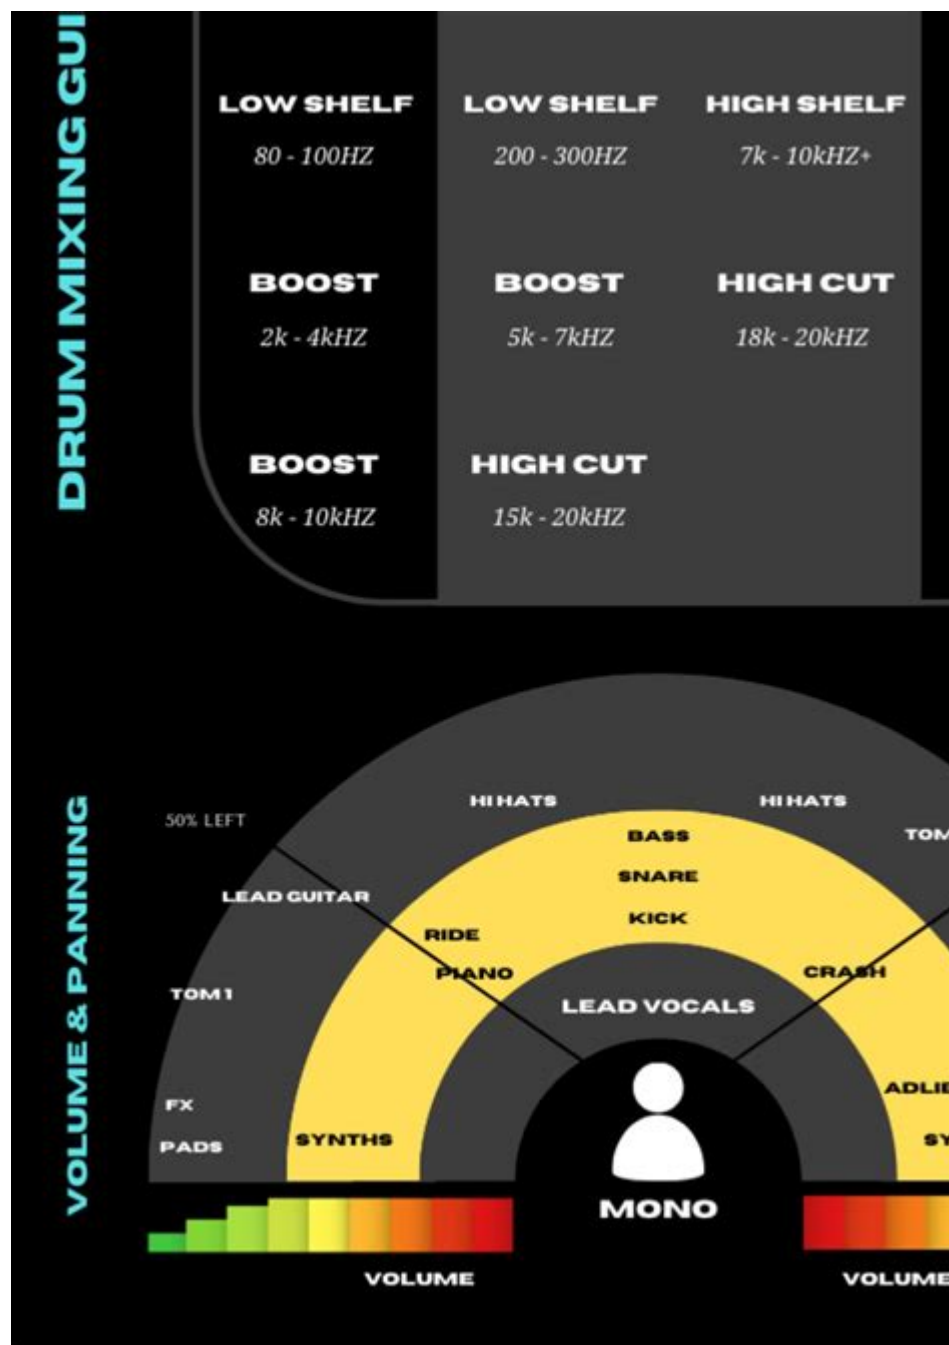 DRUM MIXING GUI
LOW SHELF LOW SHELF HIGH SHELF
80 - 100HZ 200 - 300HZ 7k - 10kHZ+
BOOST BOOST HIGH CUT
2k - 4kHZ 5k - 7kHZ 18k - 20kHZ
BOOST HIGH CUT
8k - 10kHZ 15k - 20kHZ
VOLUME & PANNING
HI HATS HI HATS
50% LEFT
BASS
TOM
SNARE
LEAD GUITAR
KICK
RIDE
PIANO
CRASH
TOM 1
LEAD VOCALS
ADLIB
FX
SYNTHS
SY
PADS
MONO
VOLUME VOLUME